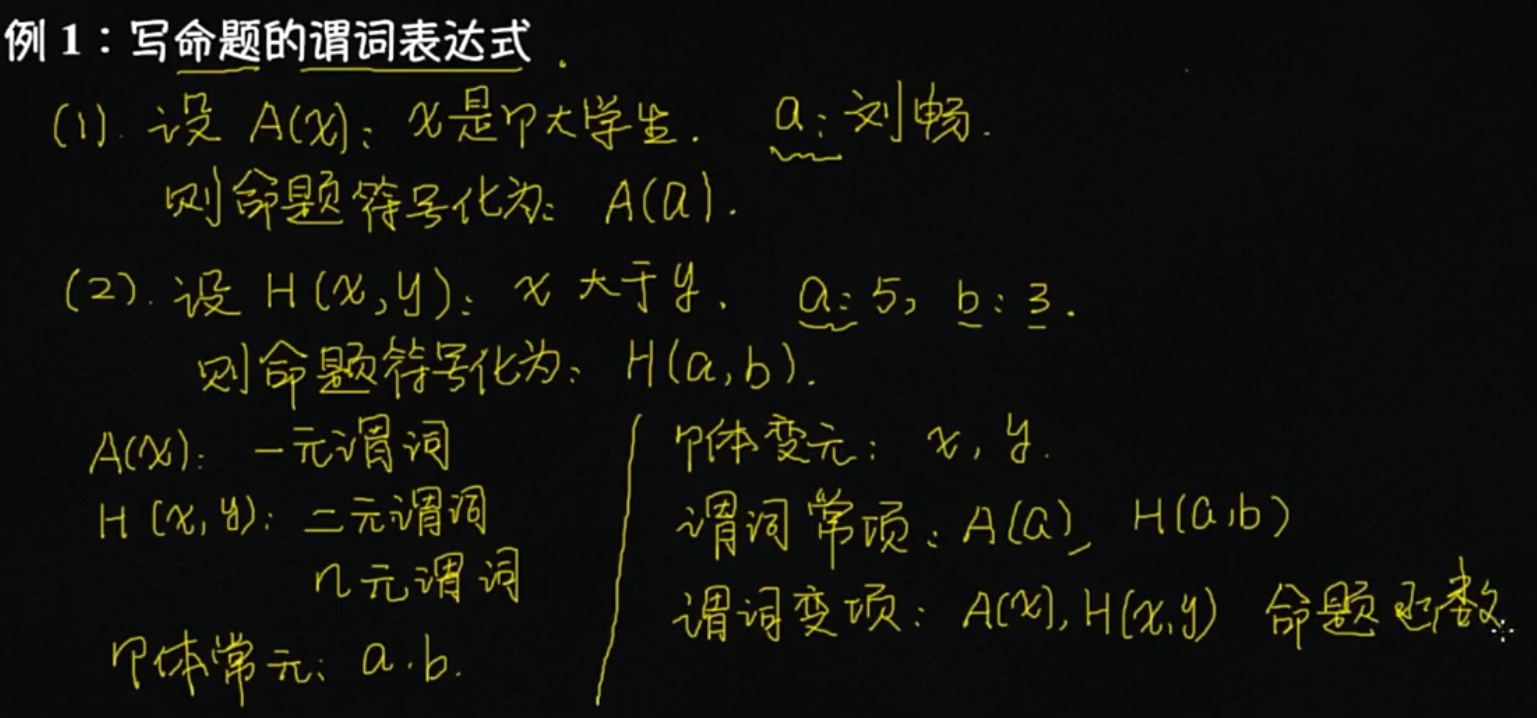 例 1：写命题的谓词表达式.
(1). 设 A(x): x是个大学生. a: 刘畅.
则命题符号化为: A(a).
(2). 设 H(x,y): x 大于 y. a: 5, b: 3.
则命题符号化为: H(a,b).
A(x): 一元谓词
H(x,y): 二元谓词
n元谓词
个体常元: a.b.
个体变元: x, y.
谓词常项: A(a), H(a,b)
谓词变项: A(x), H(x,y) 命题函数